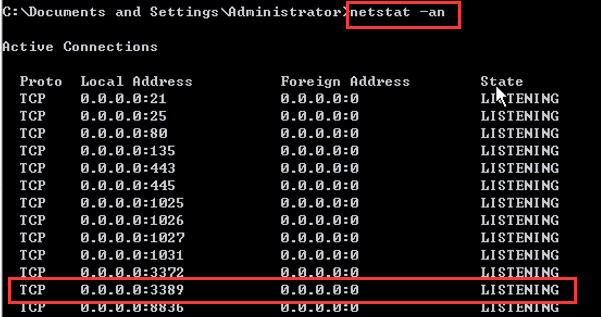 C:\Documents and Settings\Administrator>netstat -an
Active Connections
Proto Local Address Foreign Address State
TCP 0.0.0.0:21 0.0.0.0:0 LISTENING
TCP 0.0.0.0:25 0.0.0.0:0 LISTENING
TCP 0.0.0.0:80 0.0.0.0:0 LISTENING
TCP 0.0.0.0:135 0.0.0.0:0 LISTENING
TCP 0.0.0.0:443 0.0.0.0:0 LISTENING
TCP 0.0.0.0:445 0.0.0.0:0 LISTENING
TCP 0.0.0.0:1025 0.0.0.0:0 LISTENING
TCP 0.0.0.0:1026 0.0.0.0:0 LISTENING
TCP 0.0.0.0:1027 0.0.0.0:0 LISTENING
TCP 0.0.0.0:1031 0.0.0.0:0 LISTENING
TCP 0.0.0.0:3372 0.0.0.0:0 LISTENING
TCP 0.0.0.0:3389 0.0.0.0:0 LISTENING
TCP 0.0.0.0:8836 0.0.0.0:0 LISTENING